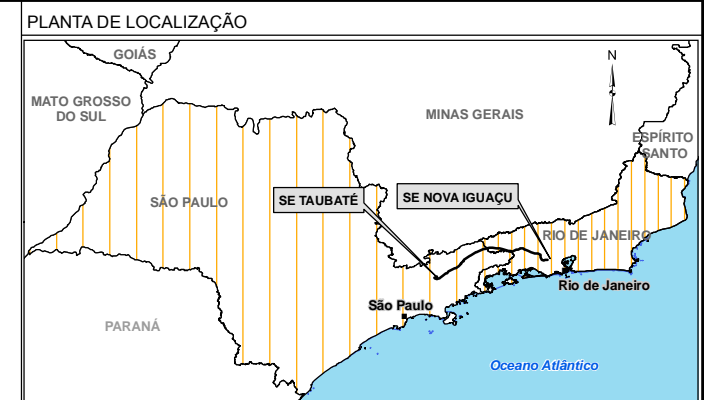 PLANTA DE LOCALIZAÇÃO
GOIÁS
N
MATO GROSSO
DO SUL
MINAS GERAIS
ESPÍRITO
SANTO
SÃO PAULO
SE TAUBATÉ
SE NOVA IGUAÇU
RIO DE JANEIRO
Rio de Janeiro
São Paulo
PARANÁ
Oceano Atlântico